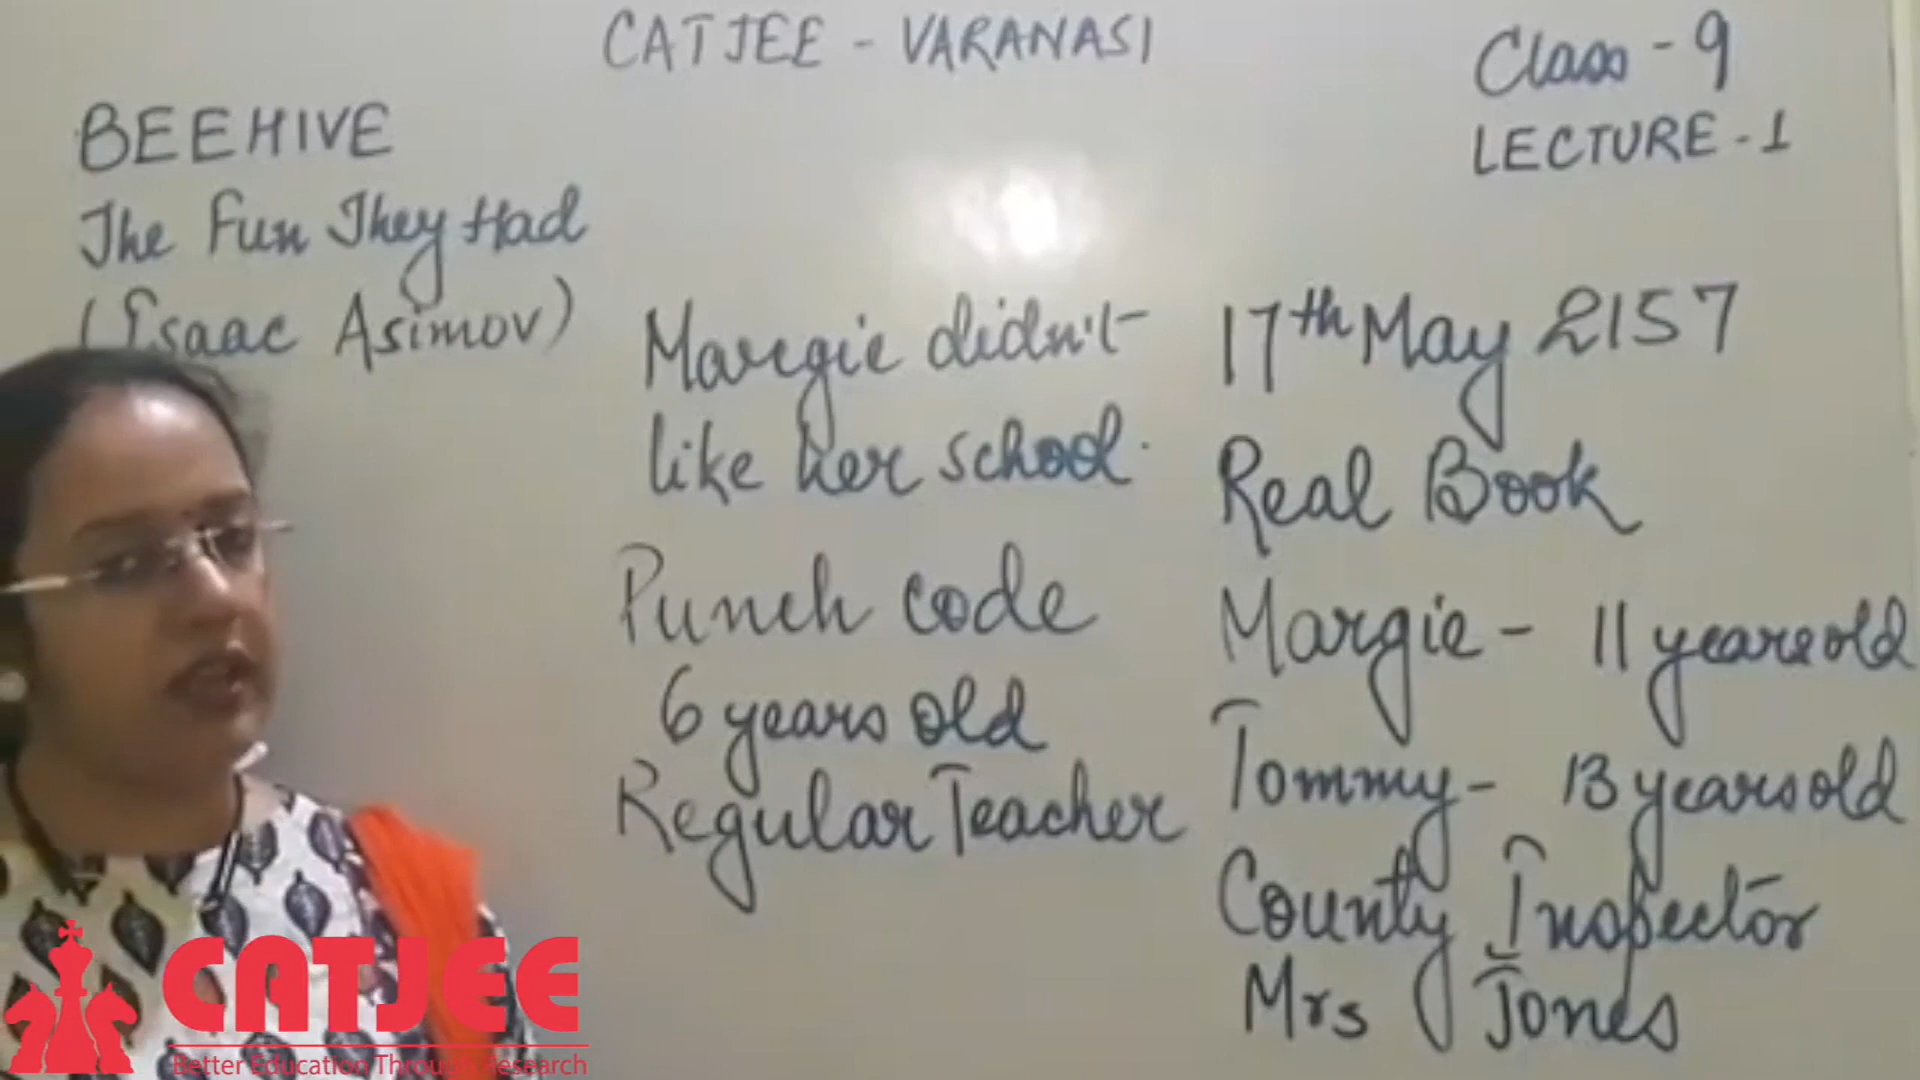 CATJEE - VARANASI
Class - 9
LECTURE - 1
BEEHIVE
The Fun They Had
(Isaac Asimov)
Margie didn't
like her school.
Punch code
6 years old
Regular Teacher
17th May 2157
Real Book
Margie - 11 years old
Tommy - 13 years old
County Inspector
Mrs Jones
CATJEE
Better Education Through Research